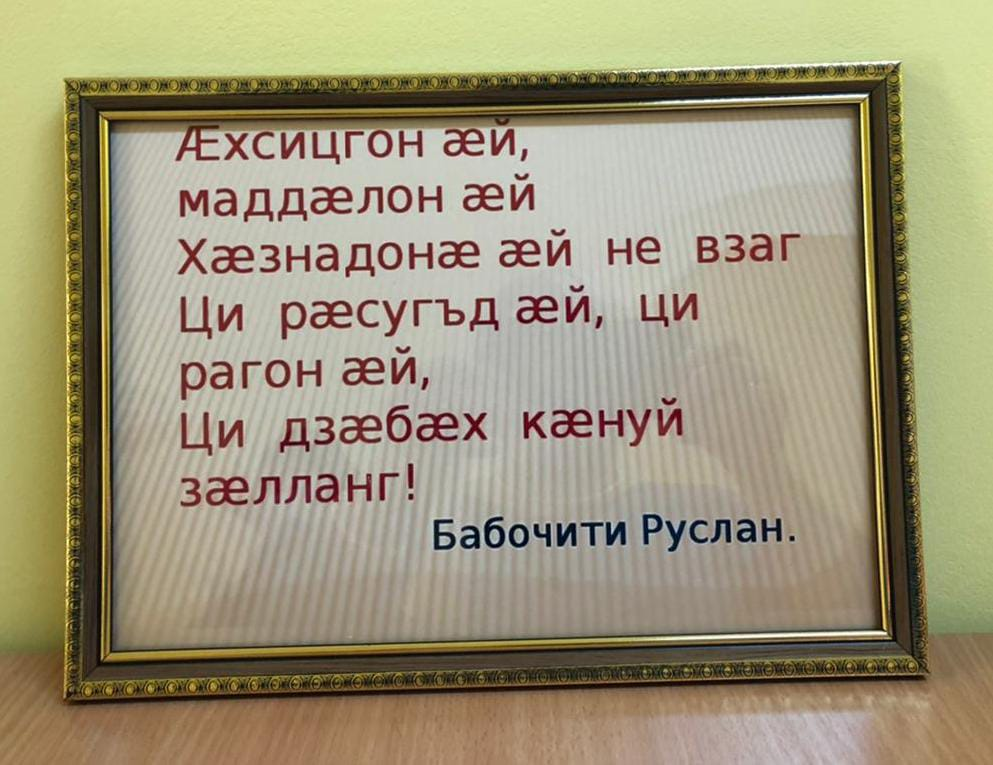 Æхсицгон æй,
маддæлон æй
Хæзнадонæ æй не взаг
Ци рæсугъд æй, ци
рагон æй,
Ци дзæбæх кæнуй
зæлланг!
Бабочити Руслан.